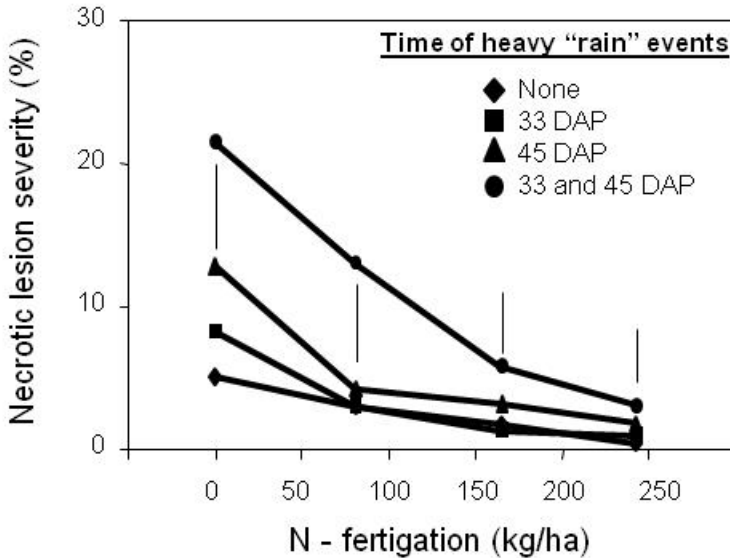 30
20
10
0
Necrotic lesion severity (%)
Time of heavy “rain” events
None
33 DAP
45 DAP
33 and 45 DAP
0 50 100 150 200 250
N - fertigation (kg/ha)